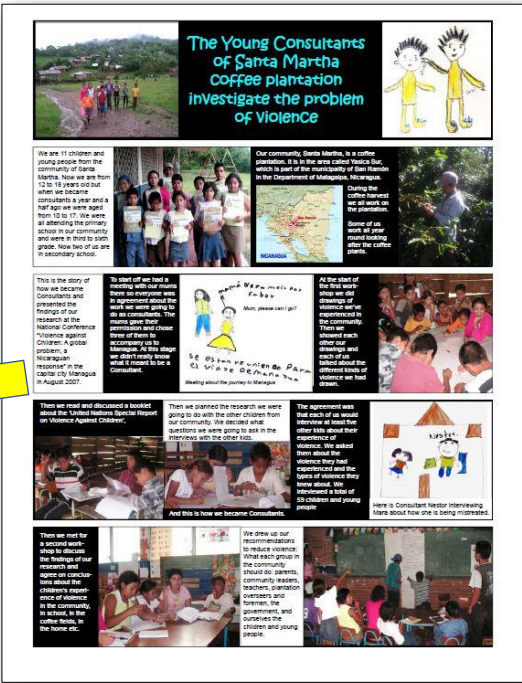 The Young Consultants
of Santa Martha
coffee plantation
investigate the problem
of violence
We are 11 children and
young people from the
community of Santa
Martha. Now we are from
12 to 18 years old but
when we became
consultants a year and a
half ago we were aged
from 10 to 17. We were
all attending the primary
school in our community
and were in third to sixth
grade. Now two of us are
in secondary school.
Our community, Santa Martha, is a coffee
plantation. It is in the area called Yasica Sur,
which is part of the municipality of San Ramón
in the Department of Matagalpa, Nicaragua.
NICARAGUA
During the
coffee harvest
we all work on
the plantation.
Some of us
work all year
round looking
after the coffee
plants.
This is the story of
how we became
Consultants and
presented the
findings of our
research at the
National Conference
"Violence against
Children: A global
problem, a
Nicaraguan
response" in the
capital city Managua
in August 2007.
To start off we had a
meeting with our mums
there so everyone was
in agreement about the
work we were going to
do as consultants. The
mums gave their
permission and chose
three of them to
accompany us to
Managua. At this stage
we didn't really know
what it meant to be a
Consultant.
Mum, please can I go?
se estan reuniendo Para
el viaje de managua
Meeting about the journey to Managua
At the start of
the first work-
shop we did
drawings of
violence we've
experienced in
the community.
Then we
showed each
other our
drawings and
each of us
talked about the
different kinds of
violence we had
drawn.
Then we read and discussed a booklet
about the 'United Nations Special Report
on Violence Against Children',
Then we planned the research we were
going to do with the other children from
our community. We decided what
questions we were going to ask in the
interviews with the other kids.
And this is how we became Consultants.
The agreement was
that each of us would
interview at least five
other kids about their
experience of
violence. We asked
them about the
violence they had
experienced and the
types of violence they
knew about. We
interviewed a total of
59 children and young
people
Here is Consultant Nestor interviewing
Mara about how she is being mistreated.
Then we met for
a second work-
shop to discuss
the findings of our
research and
agree on conclus-
ions about the
children's experi-
ence of violence
in the community,
in school, in the
coffee fields, in
the home etc.
We drew up our
recommendations
to reduce violence:
What each group in
the community
should do: parents,
community leaders,
teachers, plantation
overseers and
foremen, the
government, and
ourselves the
children and young
people.